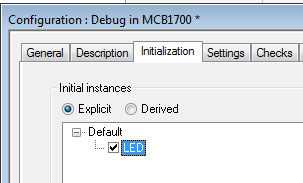 Configuration : Debug in MCB1700 *
General Description Initialization Settings Checks
Initial instances
Explicit Derived
Default
LED